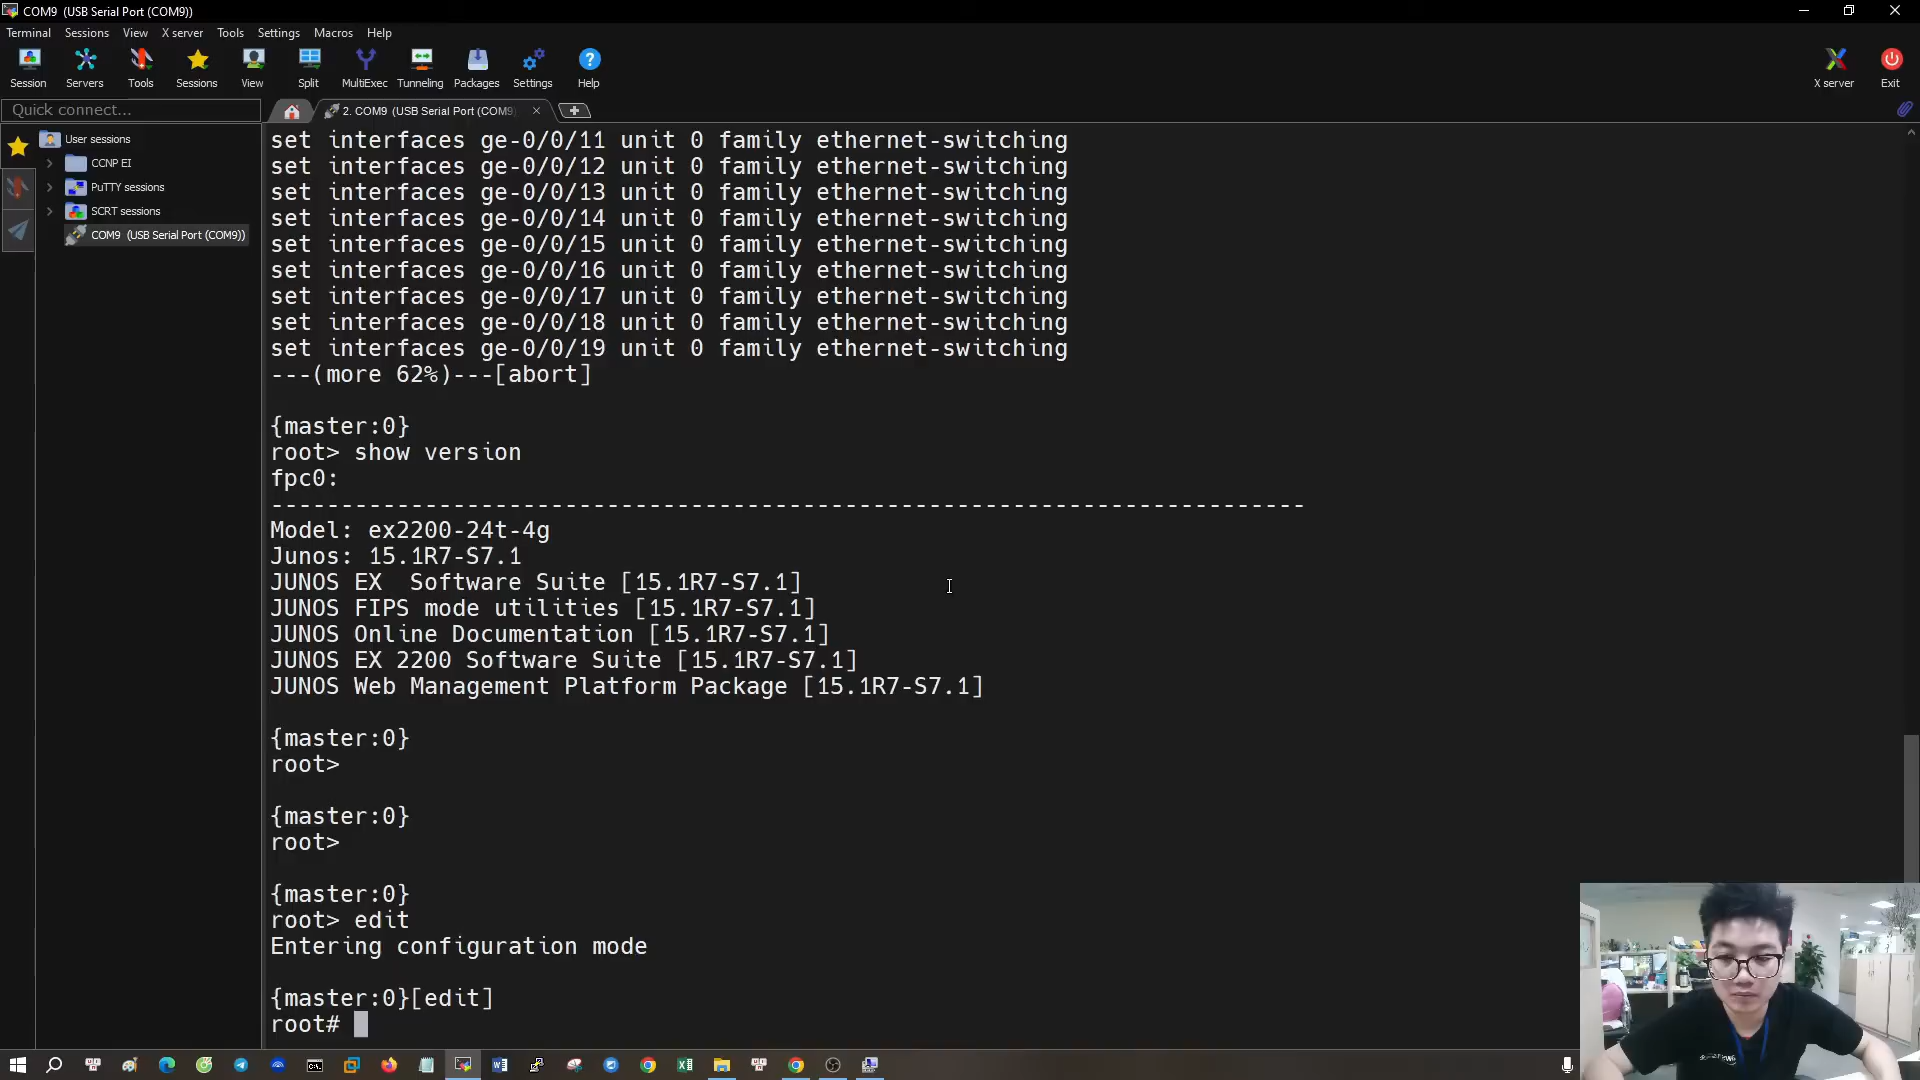 COM9 (USB Serial Port (COM9))
Terminal Sessions View X server Tools Settings Macros Help
Session Servers Tools Sessions View Split MultiExec Tunneling Packages Settings Help X server Exit
Quick connect...
2. COM9 (USB Serial Port (COM9)
User sessions
CCNP EI
PuTTY sessions
SCRT sessions
COM9 (USB Serial Port (COM9))
set interfaces ge-0/0/11 unit 0 family ethernet-switching
set interfaces ge-0/0/12 unit 0 family ethernet-switching
set interfaces ge-0/0/13 unit 0 family ethernet-switching
set interfaces ge-0/0/14 unit 0 family ethernet-switching
set interfaces ge-0/0/15 unit 0 family ethernet-switching
set interfaces ge-0/0/16 unit 0 family ethernet-switching
set interfaces ge-0/0/17 unit 0 family ethernet-switching
set interfaces ge-0/0/18 unit 0 family ethernet-switching
set interfaces ge-0/0/19 unit 0 family ethernet-switching
---(more 62%)---[abort]
{master:0}
root> show version
fpc0:
--------------------------------------------------------------------------
Model: ex2200-24t-4g
Junos: 15.1R7-S7.1
JUNOS EX  Software Suite [15.1R7-S7.1]
JUNOS FIPS mode utilities [15.1R7-S7.1]
JUNOS Online Documentation [15.1R7-S7.1]
JUNOS EX 2200 Software Suite [15.1R7-S7.1]
JUNOS Web Management Platform Package [15.1R7-S7.1]
{master:0}
root>
{master:0}
root>
{master:0}
root> edit
Entering configuration mode
{master:0}[edit]
root#